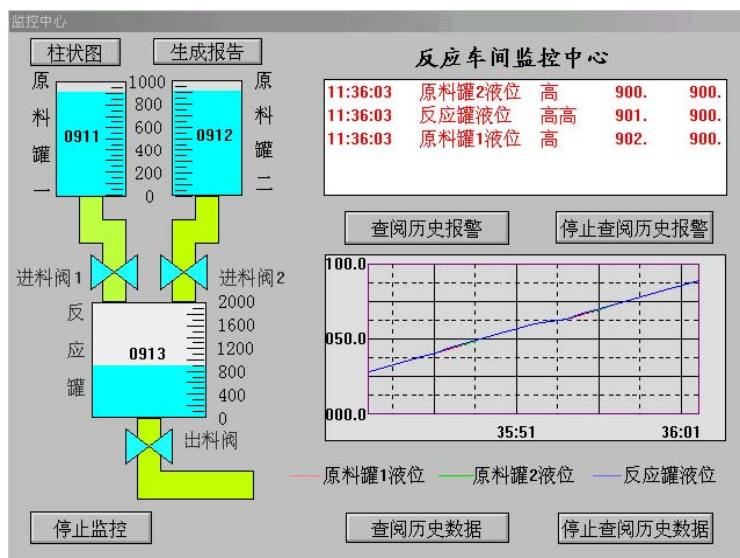 监控中心
柱状图
生成报告
反应车间监控中心
原料罐一
0911
1000
800
600
400
200
0
0912
原料罐二
11:36:03 原料罐2液位 高 900. 900.
11:36:03 反应罐液位 高高 901. 900.
11:36:03 原料罐1液位 高 902. 900.
查阅历史报警
停止查阅历史报警
进料阀1
进料阀2
反应罐
0913
2000
1600
1200
800
400
0
出料阀
100.0
050.0
000.0
35:51 36:01
原料罐1液位 原料罐2液位 反应罐液位
停止监控
查阅历史数据
停止查阅历史数据